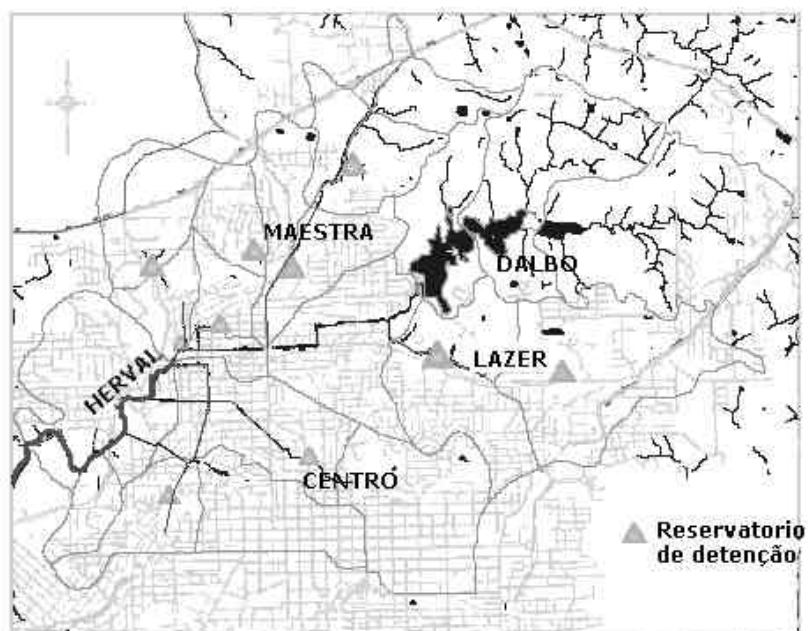 MAESTRA
DALBO
LAZER
HERVAL
CENTRO
Reservatorio
de detenção